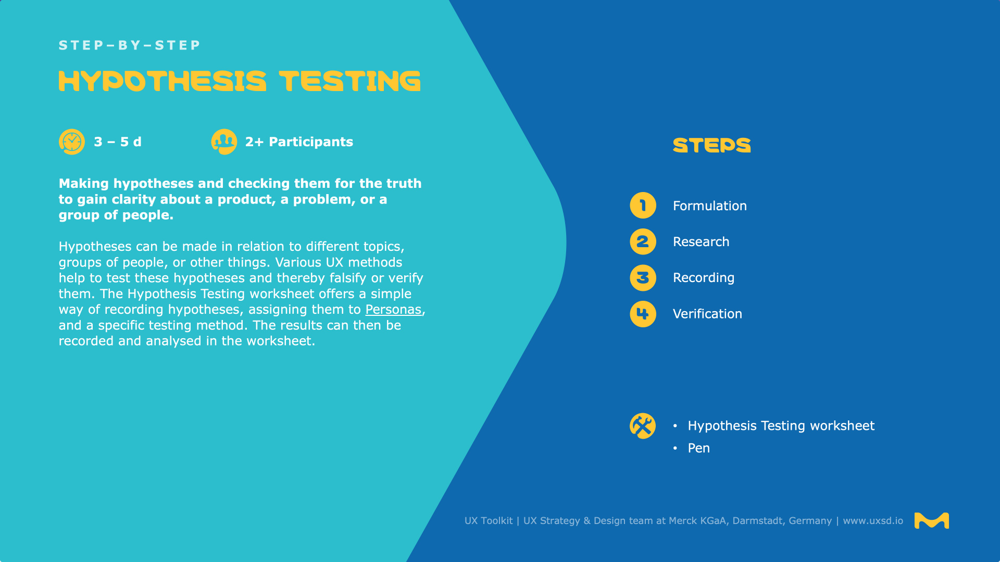 STEP–BY–STEP
HYPOTHESIS TESTING
3 – 5 d
2+ Participants
Making hypotheses and checking them for the truth
to gain clarity about a product, a problem, or a
group of people.
Hypotheses can be made in relation to different topics,
groups of people, or other things. Various UX methods
help to test these hypotheses and thereby falsify or verify
them. The Hypothesis Testing worksheet offers a simple
way of recording hypotheses, assigning them to Personas,
and a specific testing method. The results can then be
recorded and analysed in the worksheet.
STEPS
1 Formulation
2 Research
3 Recording
4 Verification
• Hypothesis Testing worksheet
• Pen
UX Toolkit | UX Strategy & Design team at Merck KGaA, Darmstadt, Germany | www.uxsd.io